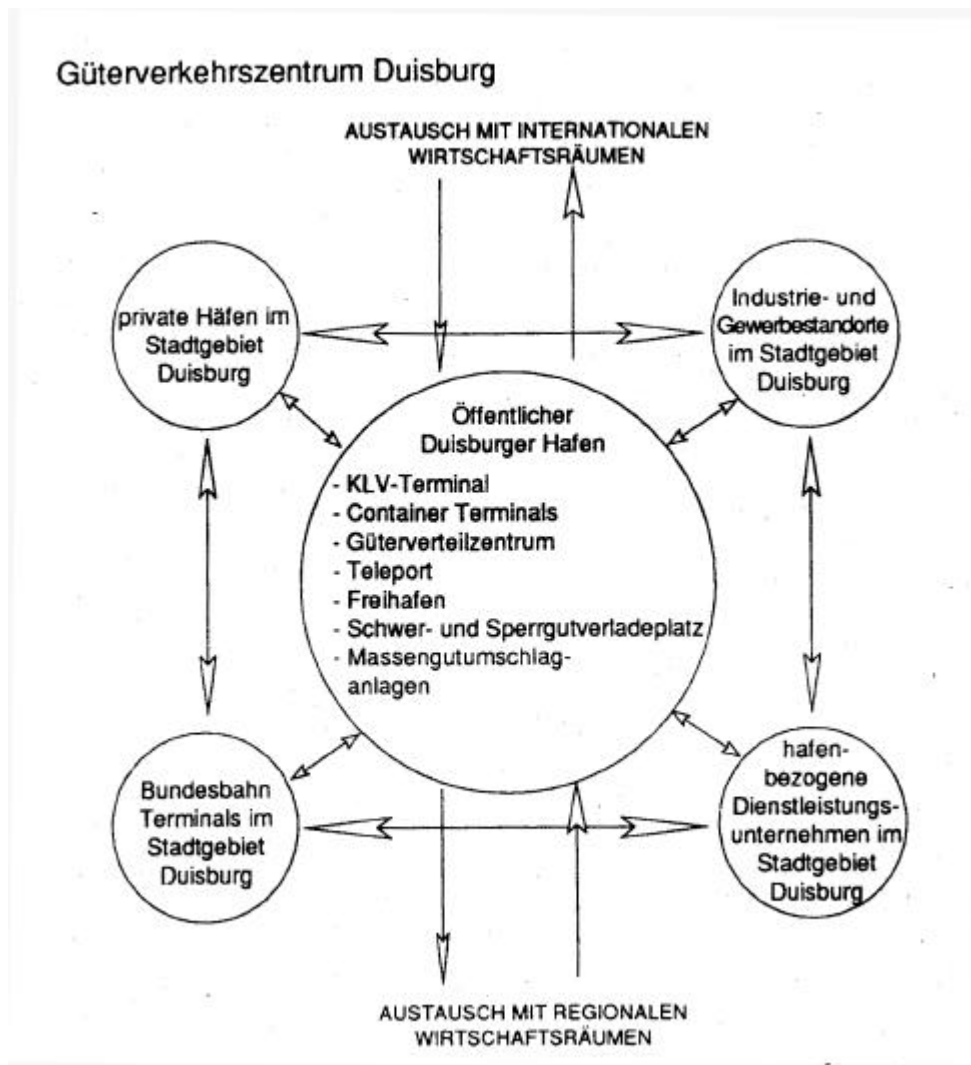 Güterverkehrszentrum Duisburg
AUSTAUSCH MIT INTERNATIONALEN
WIRTSCHAFTSRÄUMEN
private Häfen im
Stadtgebiet
Duisburg
Industrie- und
Gewerbestandorte
im Stadtgebiet
Duisburg
Öffentlicher
Duisburger Hafen
- KLV-Terminal
- Container Terminals
- Güterverteilzentrum
- Teleport
- Freihafen
- Schwer- und Sperrgutverladeplatz
- Massengutumschlag-
anlagen
Bundesbahn
Terminals im
Stadtgebiet
Duisburg
hafen-
bezogene
Dienstleistungs-
unternehmen im
Stadtgebiet
Duisburg
AUSTAUSCH MIT REGIONALEN
WIRTSCHAFTSRÄUMEN